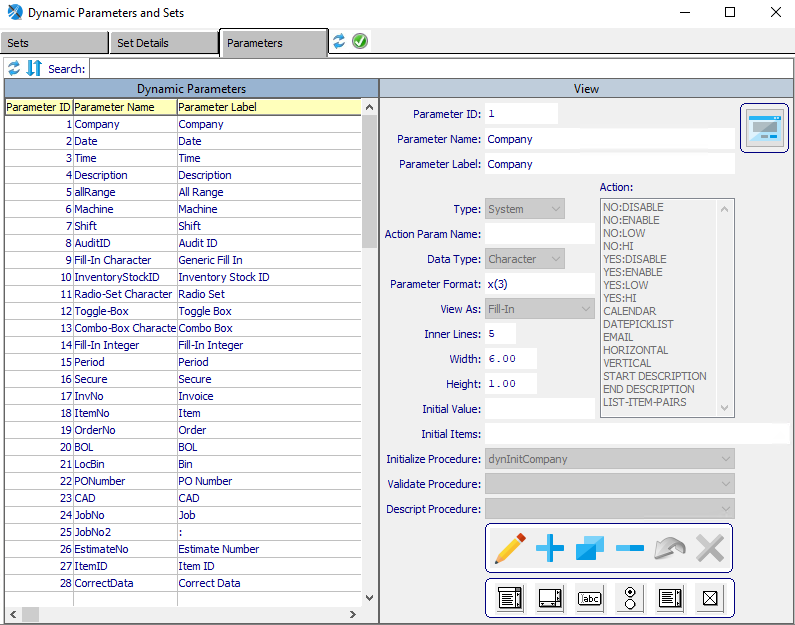 Dynamic Parameters and Sets
Sets Set Details Parameters
Search:
Dynamic Parameters
Parameter ID Parameter Name Parameter Label
1 Company Company
2 Date Date
3 Time Time
4 Description Description
5 allRange All Range
6 Machine Machine
7 Shift Shift
8 AuditID Audit ID
9 Fill-In Character Generic Fill In
10 InventoryStockID Inventory Stock ID
11 Radio-Set Character Radio Set
12 Toggle-Box Toggle Box
13 Combo-Box Characte Combo Box
14 Fill-In Integer Fill-In Integer
15 Period Period
16 Secure Secure
17 InvNo Invoice
18 ItemNo Item
19 OrderNo Order
20 BOL BOL
21 LocBin Bin
22 PONumber PO Number
23 CAD CAD
24 JobNo Job
25 JobNo2 :
26 EstimateNo Estimate Number
27 ItemID Item ID
28 CorrectData Correct Data
View
Parameter ID: 1
Parameter Name: Company
Parameter Label: Company
Type: System
Action Param Name:
Data Type: Character
Parameter Format: x(3)
View As: Fill-In
Inner Lines: 5
Width: 6.00
Height: 1.00
Initial Value:
Initial Items:
Initialize Procedure: dynInitCompany
Validate Procedure:
Descript Procedure:
Action:
NO:DISABLE
NO:ENABLE
NO:LOW
NO:HI
YES:DISABLE
YES:ENABLE
YES:LOW
YES:HI
CALENDAR
DATEPICKLIST
EMAIL
HORIZONTAL
VERTICAL
START DESCRIPTION
END DESCRIPTION
LIST-ITEM-PAIRS
abc